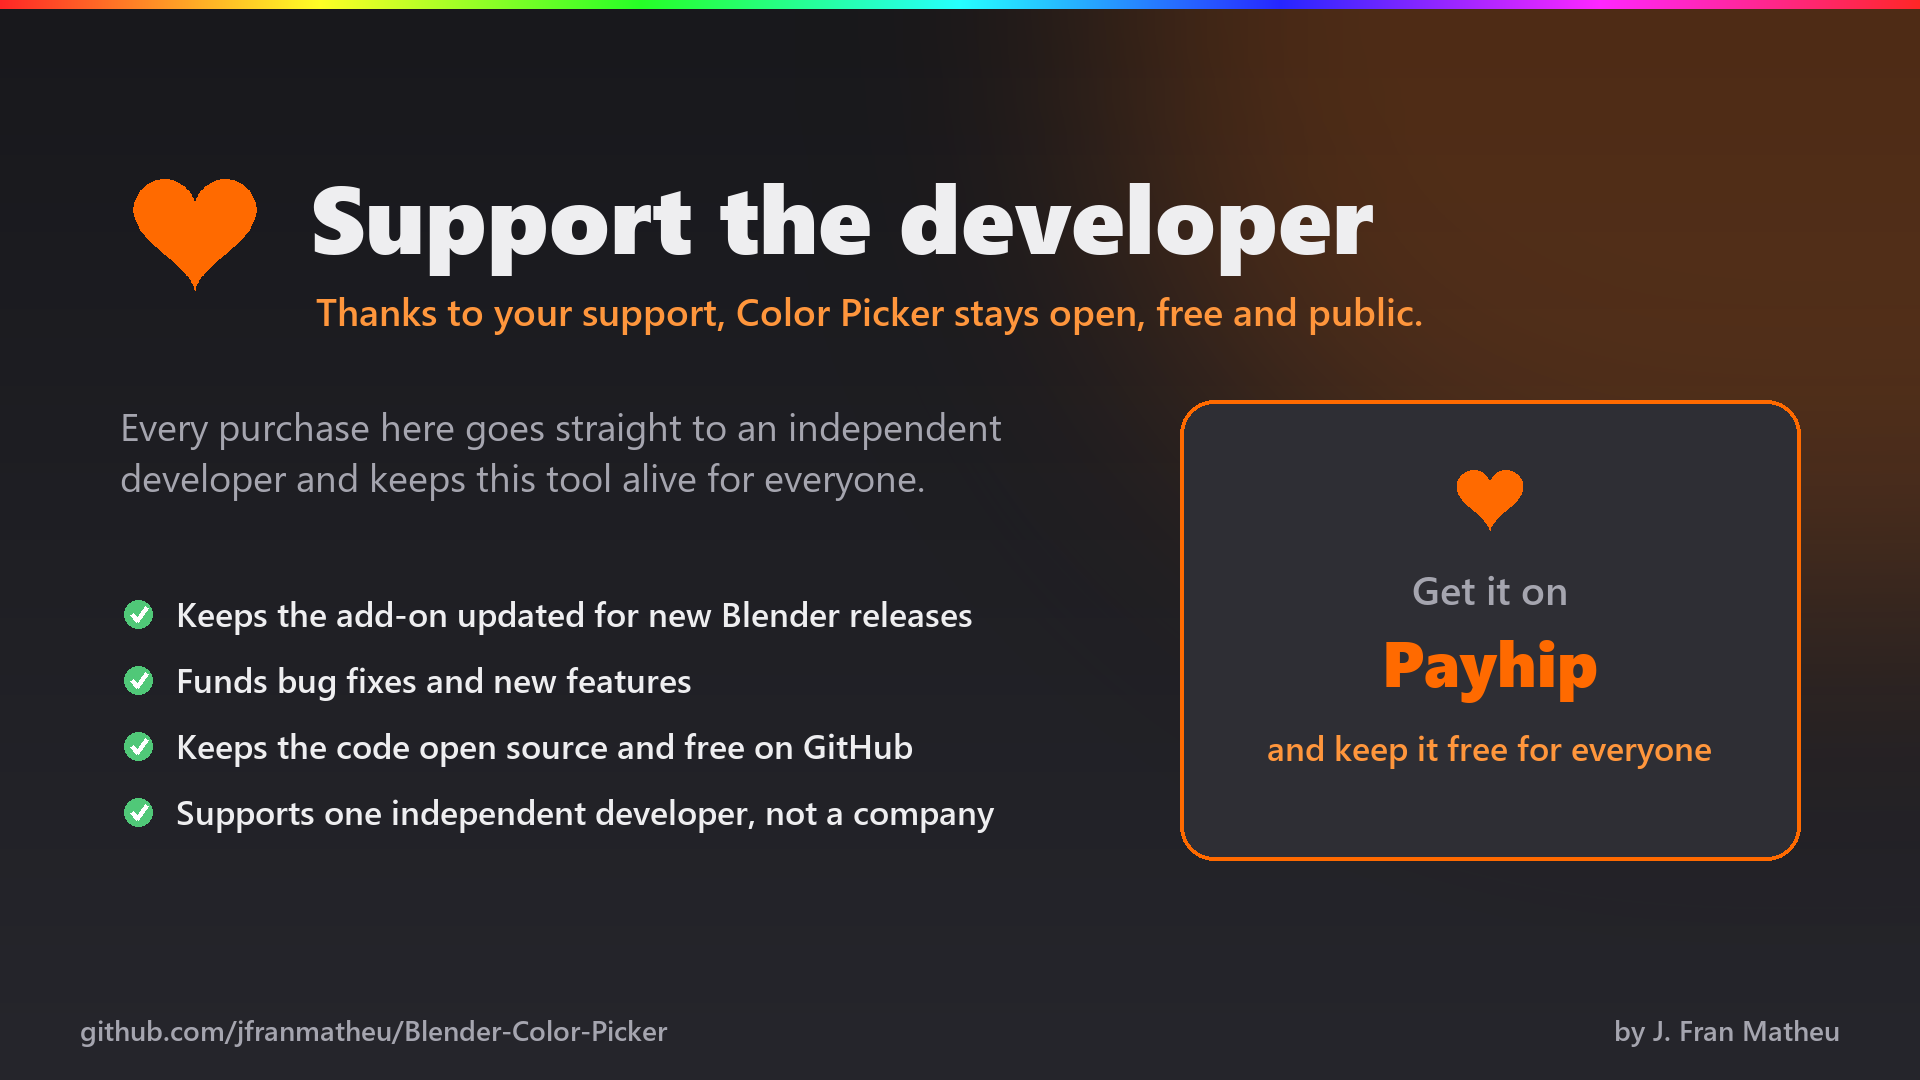 Support the developer
Thanks to your support, Color Picker stays open, free and public.
Every purchase here goes straight to an independent
developer and keeps this tool alive for everyone.
Keeps the add-on updated for new Blender releases
Funds bug fixes and new features
Keeps the code open source and free on GitHub
Supports one independent developer, not a company
Get it on
Payhip
and keep it free for everyone
github.com/jfranmatheu/Blender-Color-Picker
by J. Fran Matheu